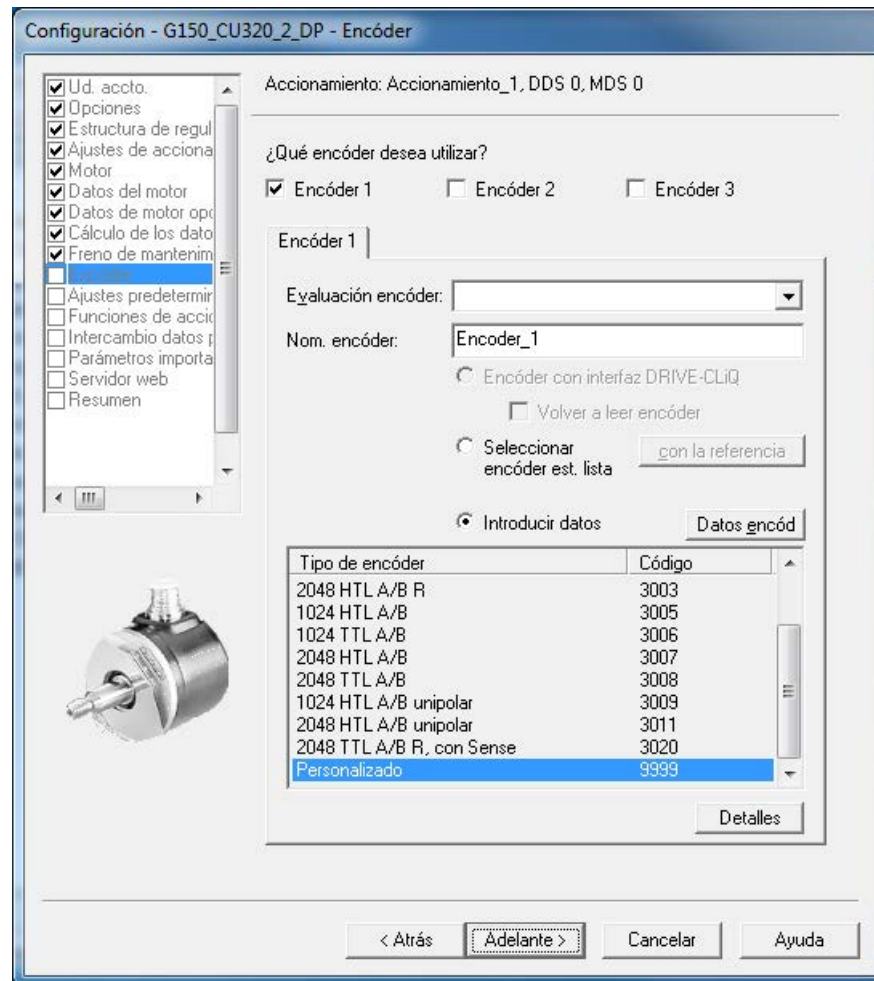 Configuración - G150_CU320_2_DP - Encóder
Ud. accto.
Opciones
Estructura de regul
Ajustes de acciona
Motor
Datos del motor
Datos de motor opc
Cálculo de los dato
Freno de mantenim
Encóder
Ajustes predetermir
Funciones de accio
Intercambio datos p
Parámetros importa
Servidor web
Resumen
Accionamiento: Accionamiento_1, DDS 0, MDS 0
¿Qué encóder desea utilizar?
Encóder 1 Encóder 2 Encóder 3
Encóder 1
Evaluación encóder:
Nom. encóder: Encoder_1
Encóder con interfaz DRIVE-CLiQ
Volver a leer encóder
Seleccionar encóder est. lista
con la referencia
Introducir datos Datos encód
Tipo de encóder Código
2048 HTL A/B R 3003
1024 HTL A/B 3005
1024 TTL A/B 3006
2048 HTL A/B 3007
2048 TTL A/B 3008
1024 HTL A/B unipolar 3009
2048 HTL A/B unipolar 3011
2048 TTL A/B R, con Sense 3020
Personalizado 9999
Detalles
< Atrás Adelante > Cancelar Ayuda